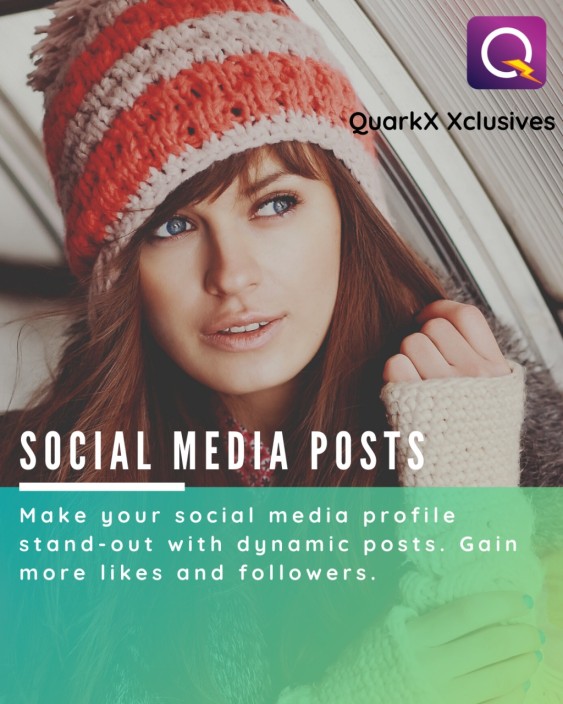 QuarkX Xclusives
SOCIAL MEDIA POSTS
Make your social media profile
stand-out with dynamic posts. Gain
more likes and followers.